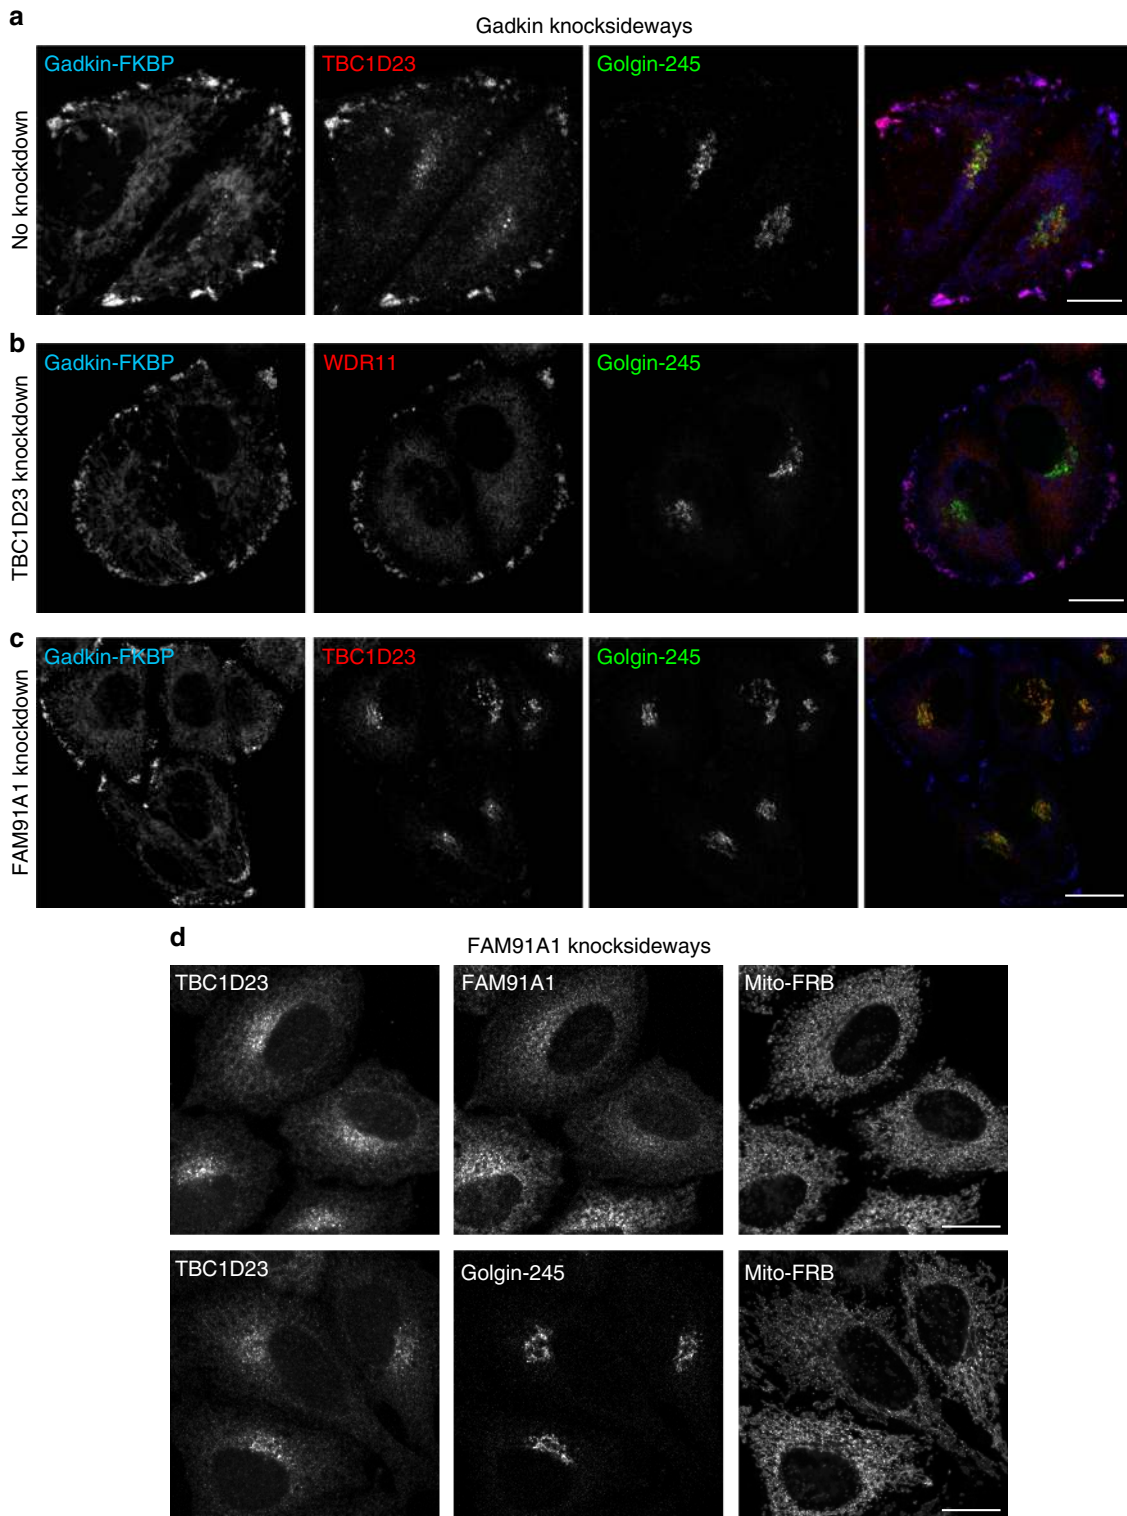 a
Gadkin knocksideways
No knockdown
Gadkin-FKBP
TBC1D23
Golgin-245
b
TBC1D23 knockdown
Gadkin-FKBP
WDR11
Golgin-245
c
FAM91A1 knockdown
Gadkin-FKBP
TBC1D23
Golgin-245
d
FAM91A1 knocksideways
TBC1D23
FAM91A1
Mito-FRB
TBC1D23
Golgin-245
Mito-FRB